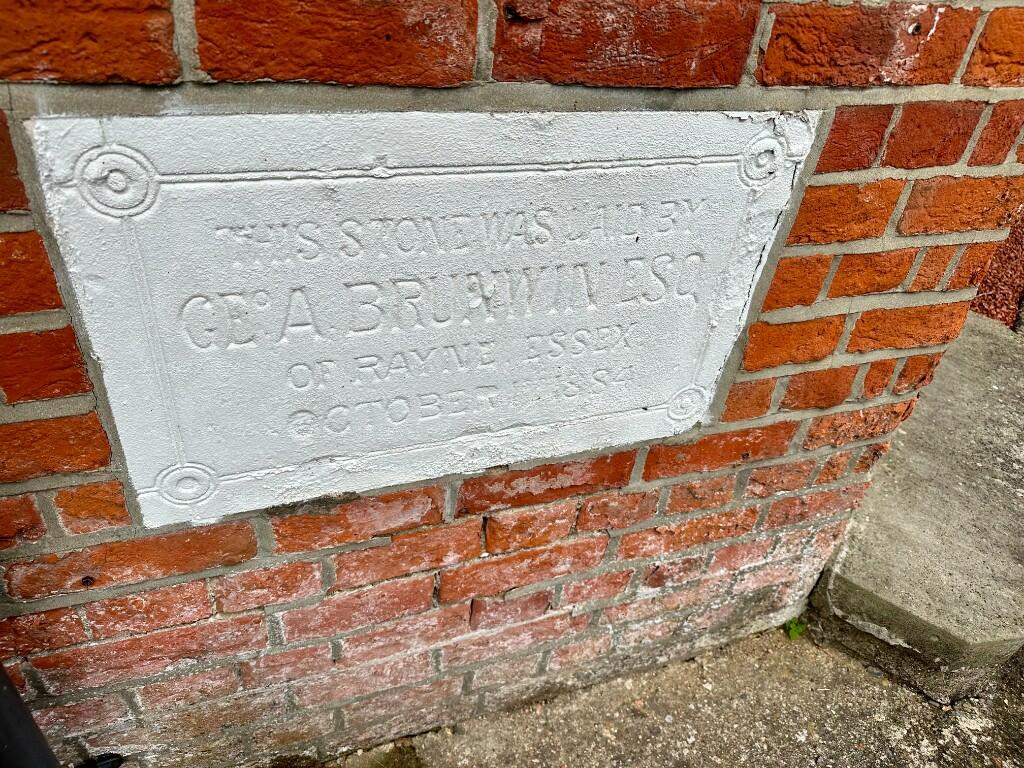 THIS STONE WAS LAID BY
GEO. A. BRUNWIN ESQ
OF RAYNE ESSEX
OCTOBER 1884